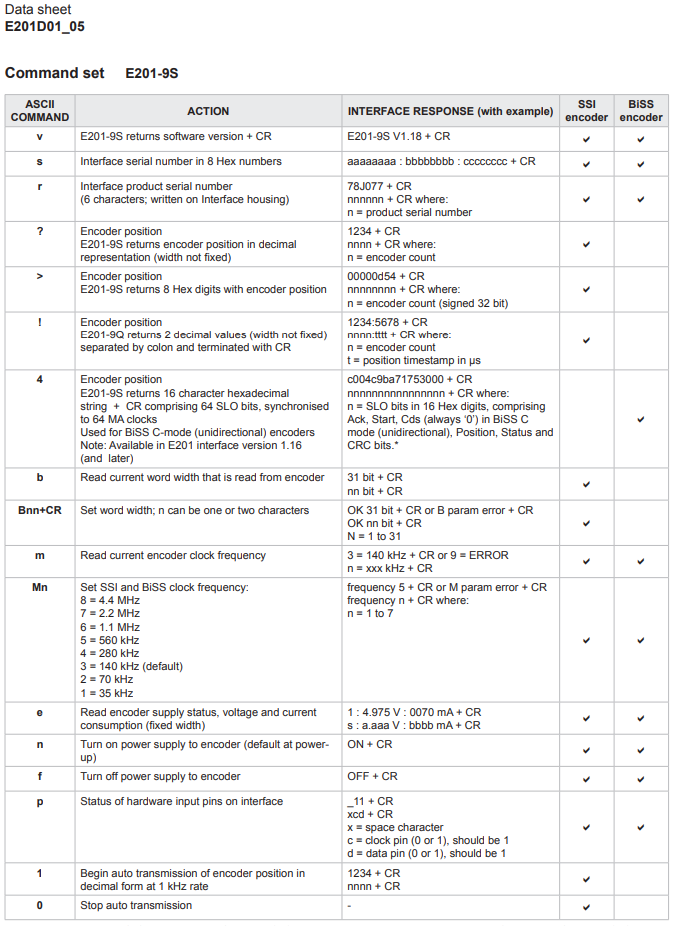 Data sheet
E201D01_05
Command set E201-9S
ASCII COMMAND ACTION INTERFACE RESPONSE (with example) SSI encoder BiSS encoder
v E201-9S returns software version + CR E201-9S V1.18 + CR ✓ ✓
s Interface serial number in 8 Hex numbers aaaaaaaa : bbbbbbbb : cccccccc + CR ✓ ✓
r Interface product serial number 78J077 + CR
(6 characters; written on Interface housing) nnnnnn + CR where: ✓ ✓
n = product serial number
? Encoder position 1234 + CR
E201-9S returns encoder position in decimal nnnn + CR where: ✓
representation (width not fixed) n = encoder count
> Encoder position 00000d54 + CR
E201-9S returns 8 Hex digits with encoder position nnnnnnnn + CR where: ✓
n = encoder count (signed 32 bit)
! Encoder position 1234:5678 + CR
E201-9Q returns 2 decimal values (width not fixed) nnnn:tttt + CR where:
separated by colon and terminated with CR n = encoder count ✓
t = position timestamp in µs
4 Encoder position c004c9ba71753000 + CR
E201-9S returns 16 character hexadecimal nnnnnnnnnnnnnnnn + CR where:
string + CR comprising 64 SLO bits, synchronised n = SLO bits in 16 Hex digits, comprising
to 64 MA clocks Ack, Start, Cds (always '0') in BiSS C ✓
Used for BiSS C-mode (unidirectional) encoders mode (unidirectional), Position, Status and
Note: Available in E201 interface version 1.16 CRC bits.*
(and later)
b Read current word width that is read from encoder 31 bit + CR
nn bit + CR ✓
Bnn+CR Set word width; n can be one or two characters OK 31 bit + CR or B param error + CR
OK nn bit + CR ✓
N = 1 to 31
m Read current encoder clock frequency 3 = 140 kHz + CR or 9 = ERROR
n = xxx kHz + CR ✓ ✓
Mn Set SSI and BiSS clock frequency: frequency 5 + CR or M param error + CR
8 = 4.4 MHz frequency n + CR where:
7 = 2.2 MHz n = 1 to 7
6 = 1.1 MHz
5 = 560 kHz ✓ ✓
4 = 280 kHz
3 = 140 kHz (default)
2 = 70 kHz
1 = 35 kHz
e Read encoder supply status, voltage and current 1 : 4.975 V : 0070 mA + CR
consumption (fixed width) s : a.aaa V : bbbb mA + CR ✓ ✓
n Turn on power supply to encoder (default at power- ON + CR
up) ✓ ✓
f Turn off power supply to encoder OFF + CR ✓ ✓
p Status of hardware input pins on interface _11 + CR
xcd + CR
x = space character ✓ ✓
c = clock pin (0 or 1), should be 1
d = data pin (0 or 1), should be 1
1 Begin auto transmission of encoder position in 1234 + CR
decimal form at 1 kHz rate nnnn + CR ✓
0 Stop auto transmission - ✓